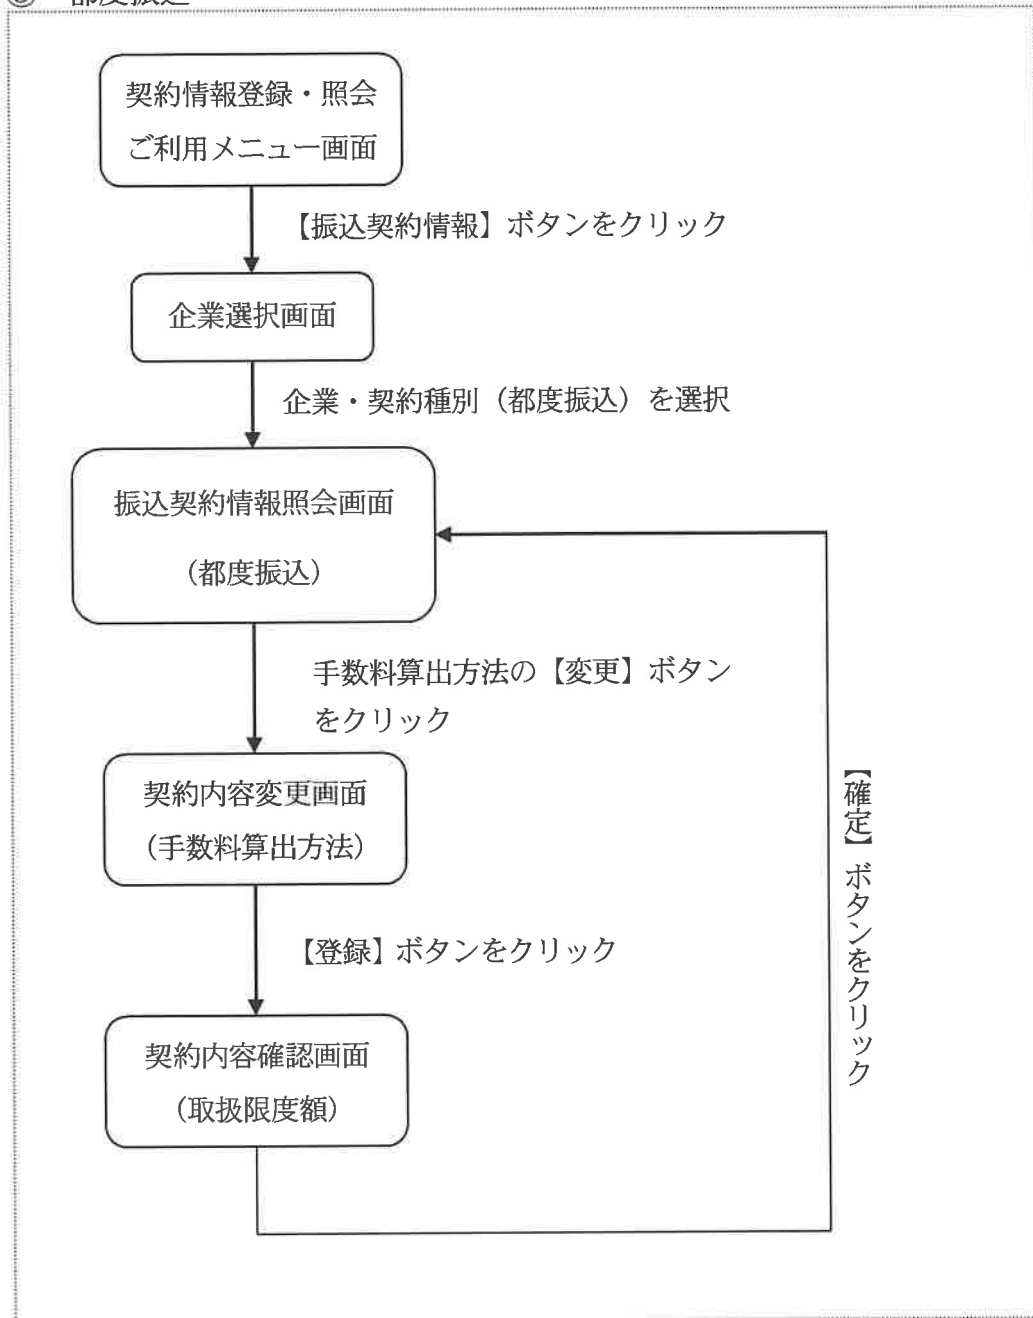 都度振込
契約情報登録・照会
ご利用メニュー画面
【振込契約情報】ボタンをクリック
企業選択画面
企業・契約種別（都度振込）を選択
振込契約情報照会画面
（都度振込）
手数料算出方法の【変更】ボタン
をクリック
契約内容変更画面
（手数料算出方法）
【登録】ボタンをクリック
契約内容確認画面
（取扱限度額）
【確定】ボタンをクリック